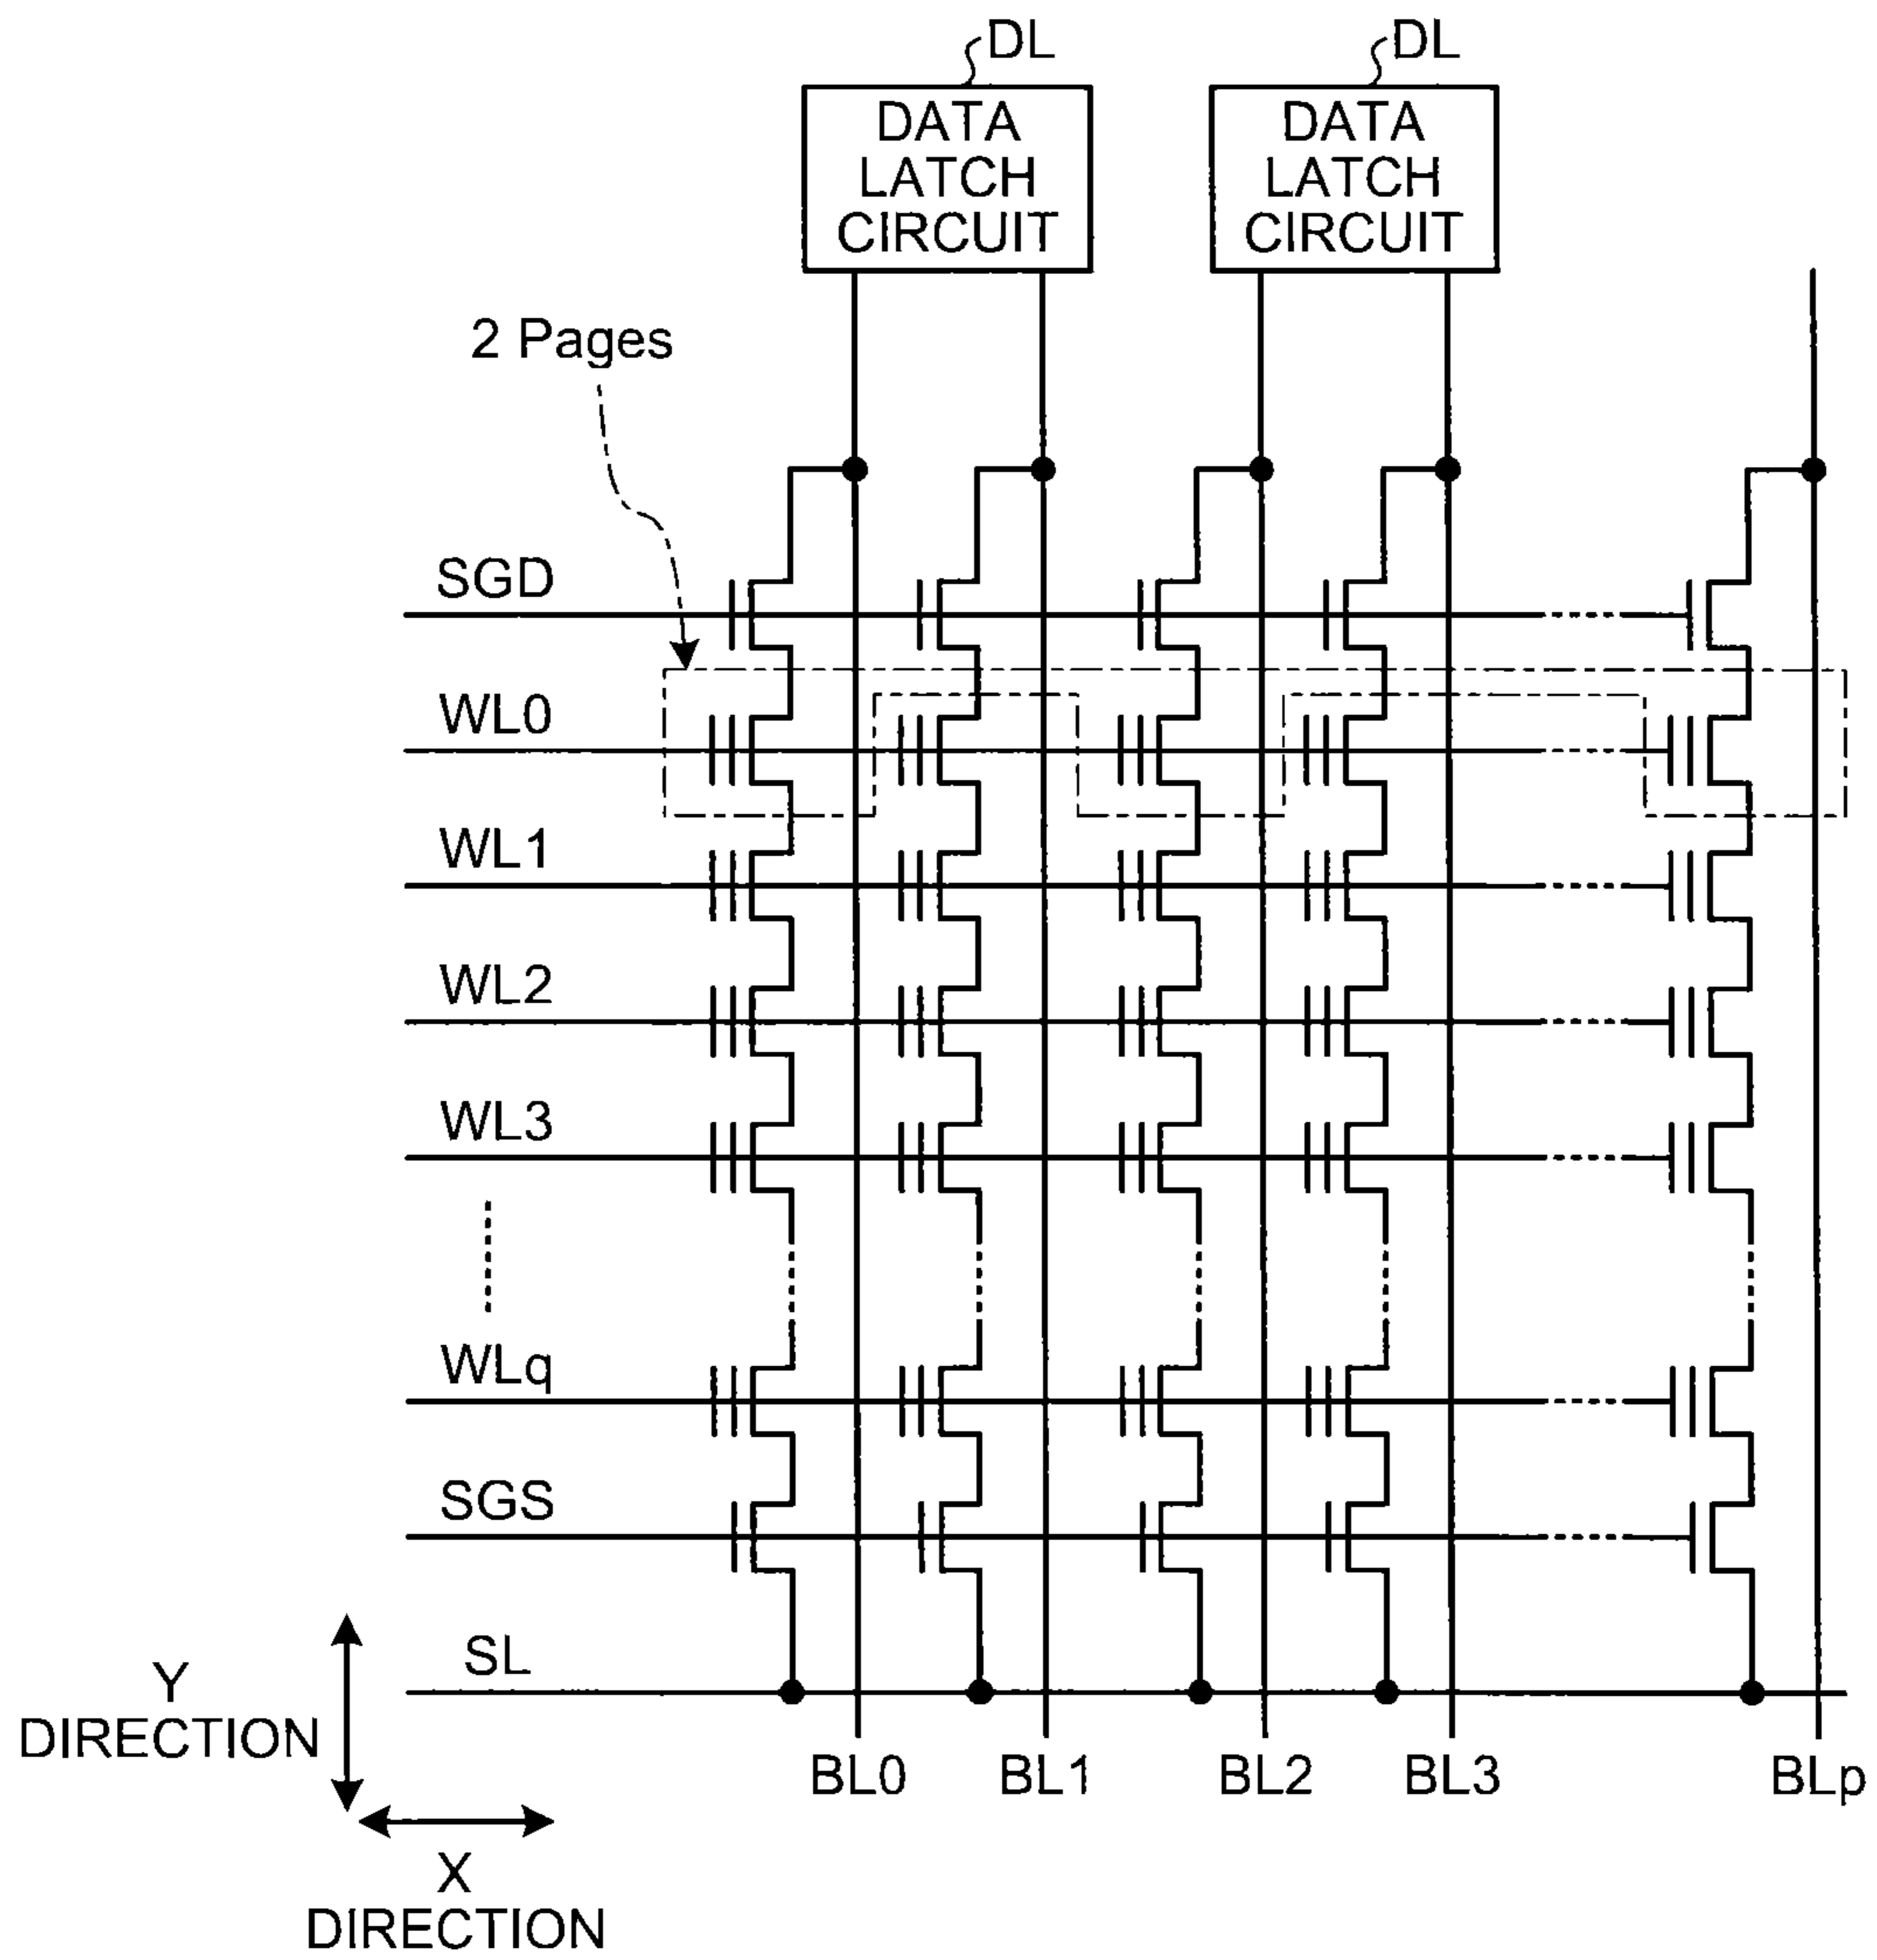 DL
DL
DATA
LATCH
CIRCUIT
DATA
LATCH
CIRCUIT
2 Pages
SGD
WL0
WL1
WL2
WL3
WLq
SGS
SL
Y
DIRECTION
BL0
BL1
BL2
BL3
BLp
X
DIRECTION